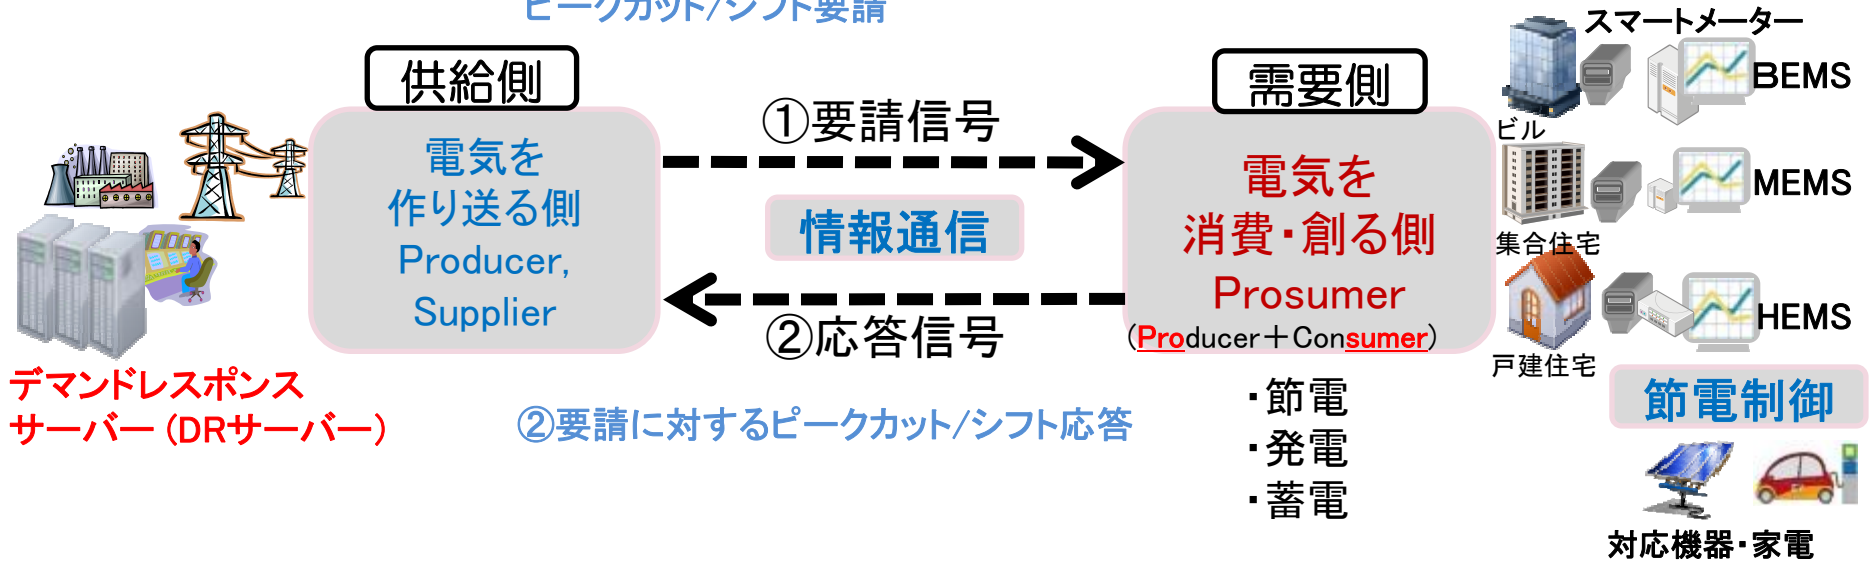 ピークカット/シフト要請
供給側
電気を
作り送る側
Producer,
Supplier
デマンドレスポンス
サーバー(DRサーバー)
①要請信号
情報通信
②応答信号
②要請に対するピークカット/シフト応答
需要側
電気を
消費・創る側
Prosumer
(Producer+Consumer)
・節電
・発電
・蓄電
スマートメーター
BEMS
ビル
MEMS
集合住宅
HEMS
戸建住宅
節電制御
対応機器・家電